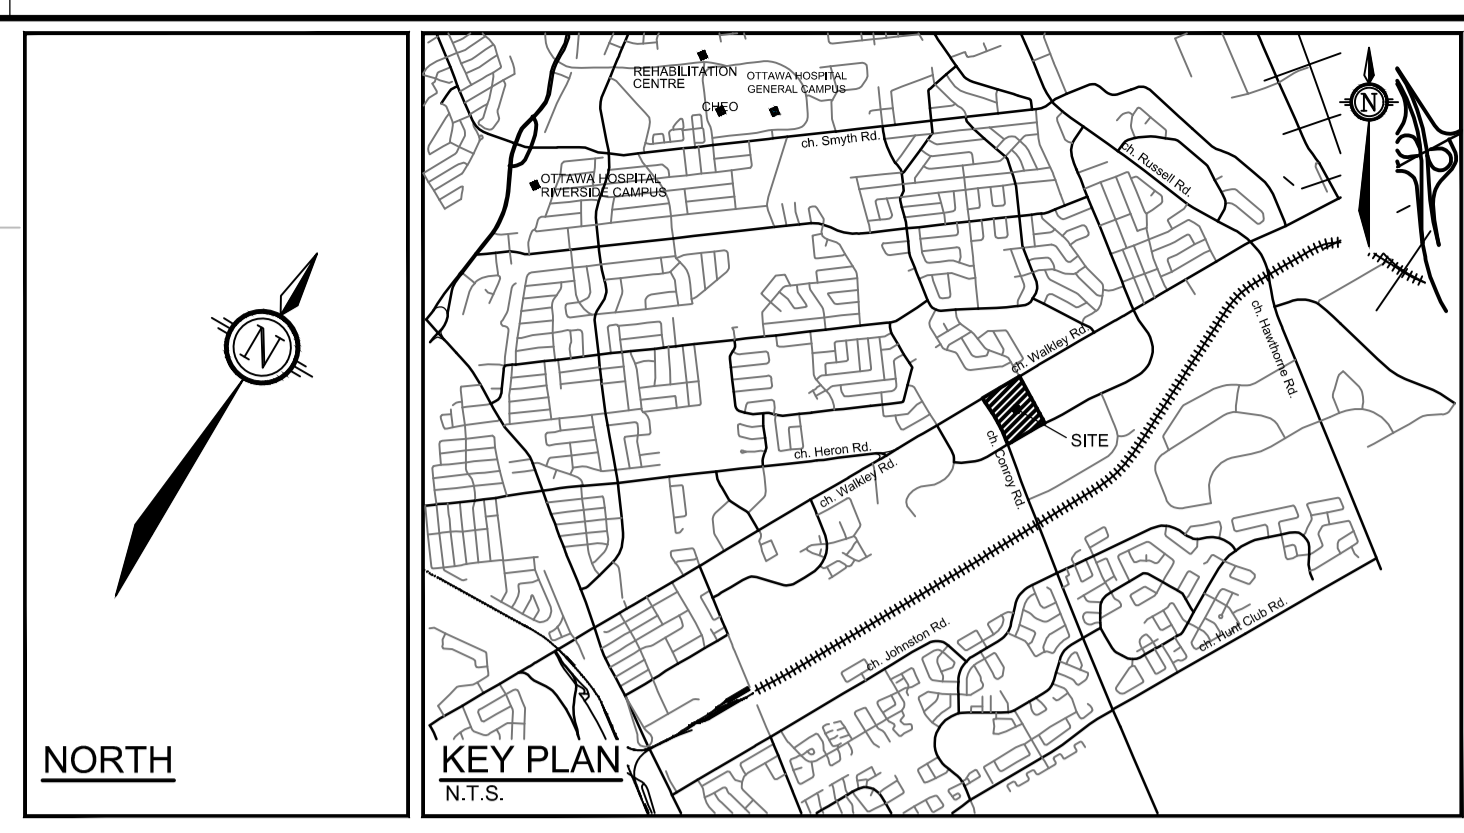 REHABILITATION
CENTRE
OTTAWA HOSPITAL
GENERAL CAMPUS
CHEO
N
ch. Smyth Rd.
ch. Russell Rd.
OTTAWA HOSPITAL
RIVERSIDE CAMPUS
N
ch. Walkley Rd.
ch. Hawthorne Rd.
SITE
ch. Heron Rd.
ch. Walkley Rd.
ch. Conroy Rd.
ch. Johnston Rd.
ch. Hunt Club Rd.
NORTH
KEY PLAN
N.T.S.